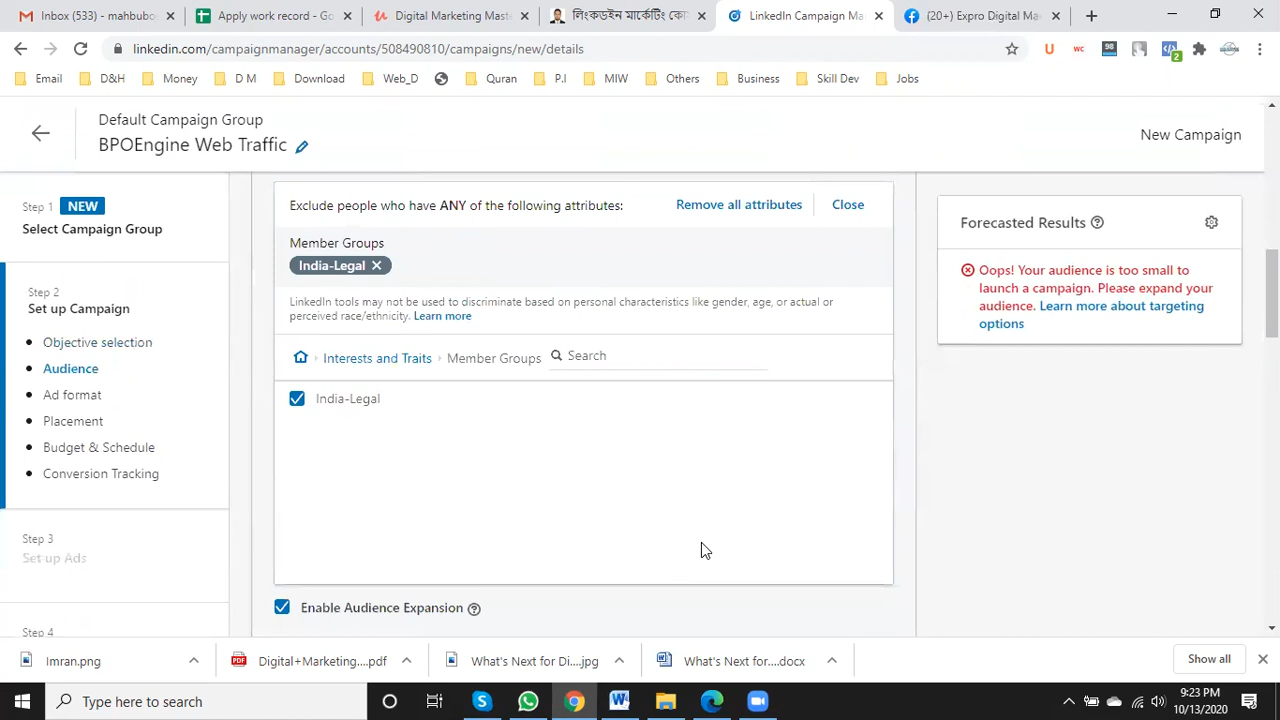 Inbox (533) - mahbubo
Apply work record - Go
Digital Marketing Mast
লিংকডইন মার্কেটিং কো
LinkedIn Campaign Ma
(20+) Expro Digital Ma
linkedin.com/campaignmanager/accounts/508490810/campaigns/new/details
Email
D&H
Money
D M
Download
Web_D
Quran
P.I
MIW
Others
Business
Skill Dev
Jobs
Default Campaign Group
BPOEngine Web Traffic
New Campaign
Step 1 NEW
Select Campaign Group
Step 2
Set up Campaign
Objective selection
Audience
Ad format
Placement
Budget & Schedule
Conversion Tracking
Step 3
Set up Ads
Step 4
Exclude people who have ANY of the following attributes:
Remove all attributes
Close
Member Groups
India-Legal
LinkedIn tools may not be used to discriminate based on personal characteristics like gender, age, or actual or
perceived race/ethnicity. Learn more
Interests and Traits
Member Groups
Search
India-Legal
Enable Audience Expansion
Forecasted Results
Oops! Your audience is too small to
launch a campaign. Please expand your
audience. Learn more about targeting
options
Imran.png
Digital+Marketing....pdf
What's Next for Di....jpg
What's Next for....docx
Show all
Type here to search
9:23 PM
10/13/2020